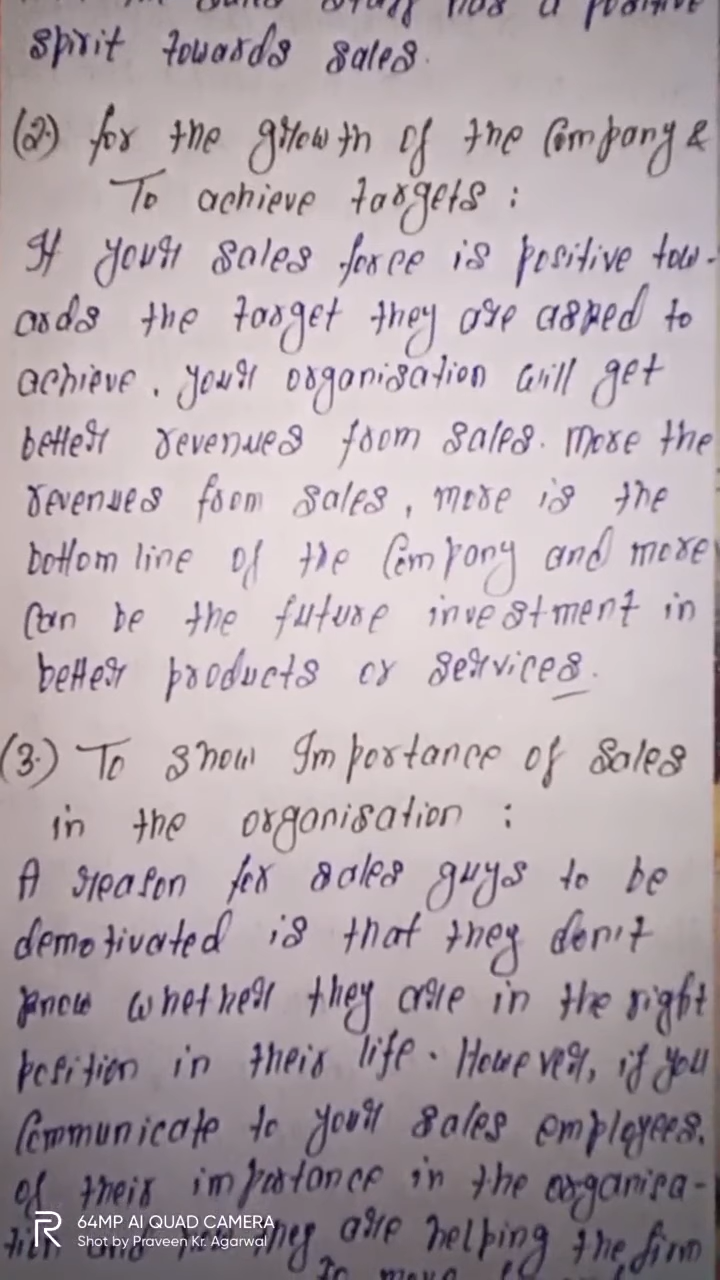 has a positive
spirit towards sales.
(2.) for the growth of the Company &
To achieve targets :
If your sales force is positive tow-
ards the target they are asked to
achieve, your organisation will get
better revenues from sales. More the
revenues from sales, more is the
bottom line of the Company and more
can be the future investment in
better products or services.
(3.) To show Importance of sales
in the organisation :
A reason for sales guys to be
demotivated is that they don't
know whether they are in the right
position in their life. However, if you
Communicate to your sales employees,
of their importance in the organisa-
they are helping the firm
To move
64MP AI QUAD CAMERA
Shot by Praveen Kr. Agarwal